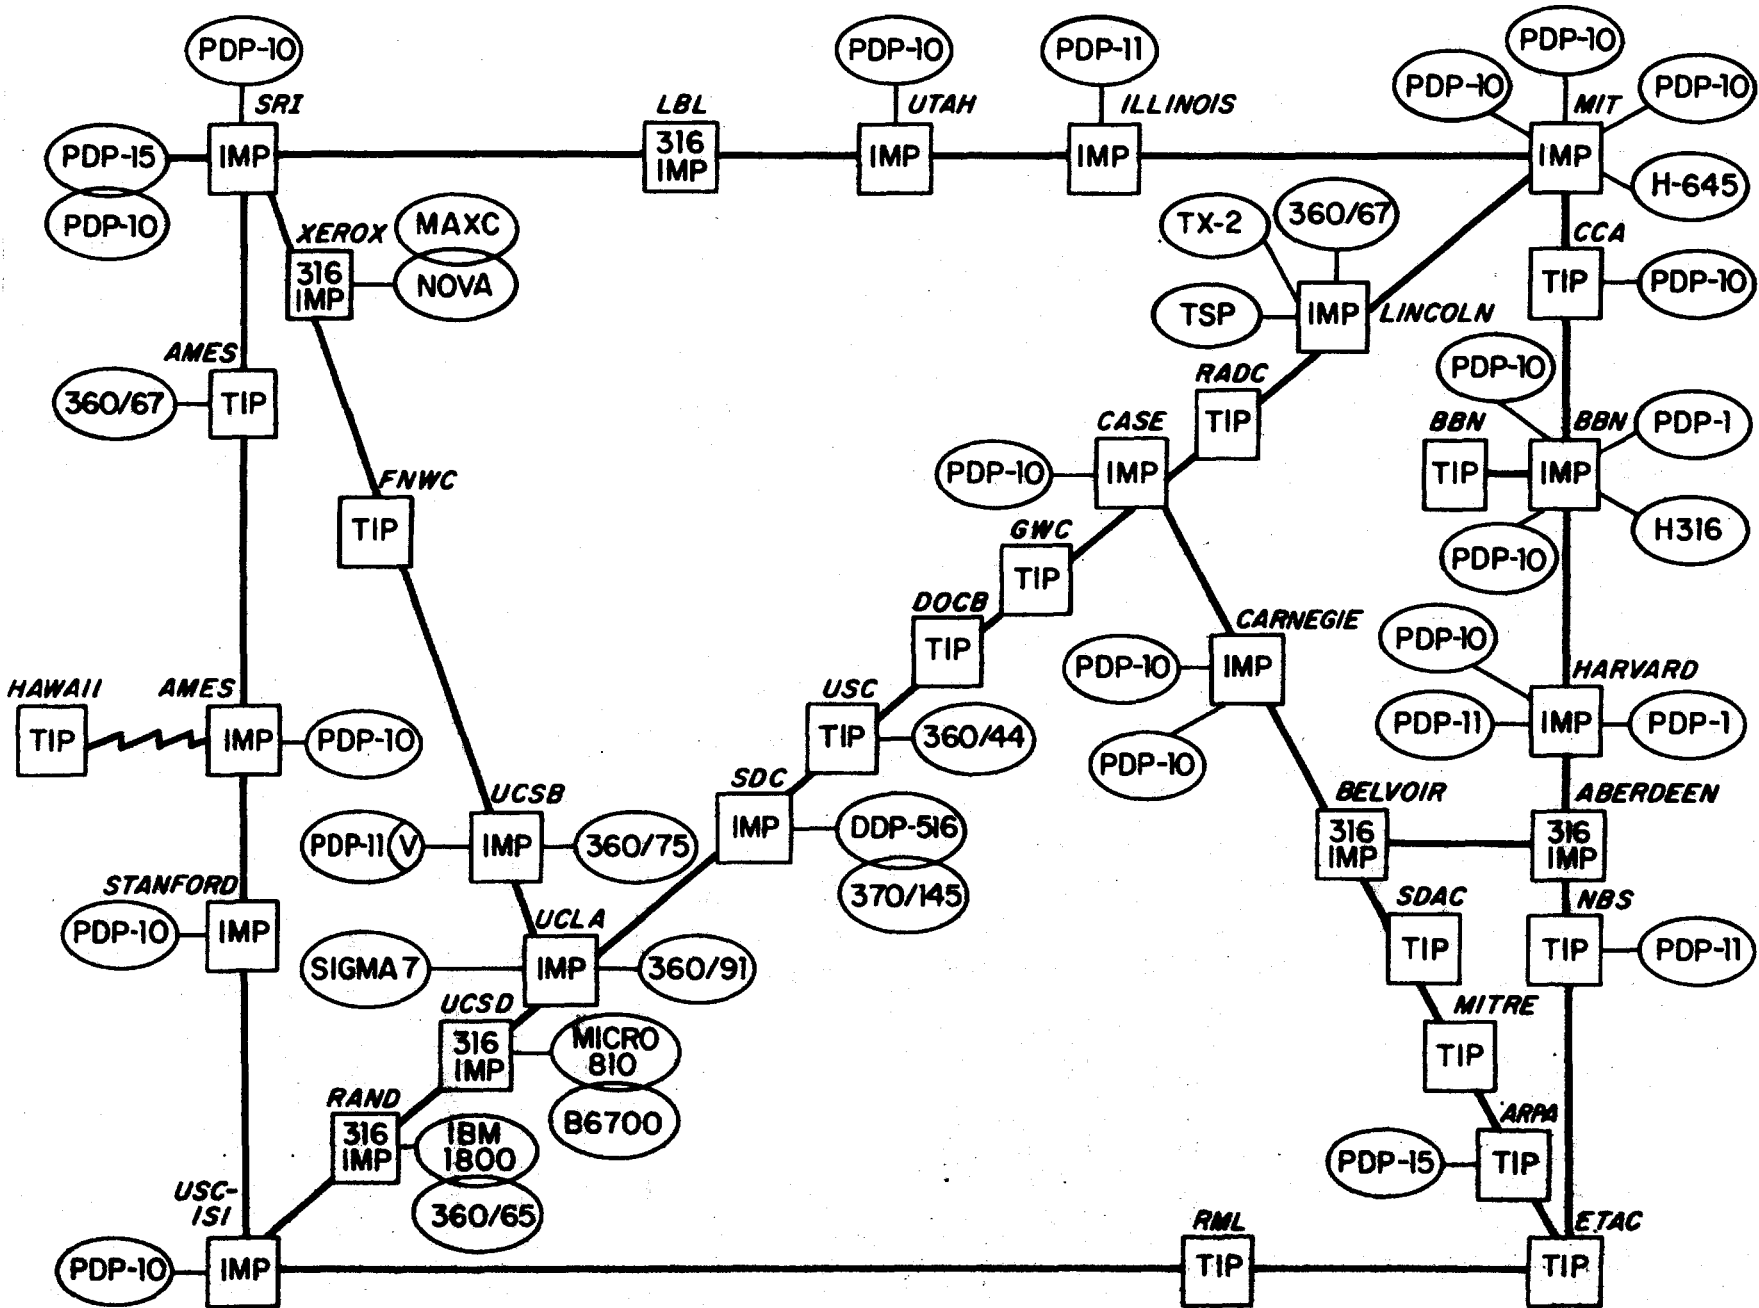 PDP-10
PDP-10
PDP-11
PDP-10
SRI
LBL
UTAH
ILLINOIS
PDP-10
PDP-10
MIT
PDP-15
IMP
316
IMP
IMP
IMP
IMP
PDP-10
H-645
XEROX
MAXC
NOVA
316
IMP
TX-2
360/67
TSP
IMP
LINCOLN
CCA
TIP
PDP-10
AMES
360/67
TIP
RADC
TIP
PDP-10
CASE
PDP-10
IMP
BBN
TIP
BBN
IMP
PDP-1
H316
PDP-10
FNWC
TIP
GWC
TIP
DOCB
TIP
CARNEGIE
PDP-10
IMP
PDP-10
PDP-10
HARVARD
PDP-11
IMP
PDP-1
HAWAII
TIP
AMES
IMP
PDP-10
USC
TIP
360/44
SDC
IMP
DDP-516
370/145
UCSB
PDP-11 V
IMP
360/75
BELVOIR
316
IMP
ABERDEEN
316
IMP
STANFORD
PDP-10
IMP
UCLA
SIGMA 7
IMP
360/91
SDAC
TIP
NBS
TIP
PDP-11
UCSD
316
IMP
MICRO
810
B6700
MITRE
TIP
RAND
316
IMP
IBM
1800
360/65
ARPA
PDP-15
TIP
USC-
ISI
PDP-10
IMP
RML
TIP
ETAC
TIP